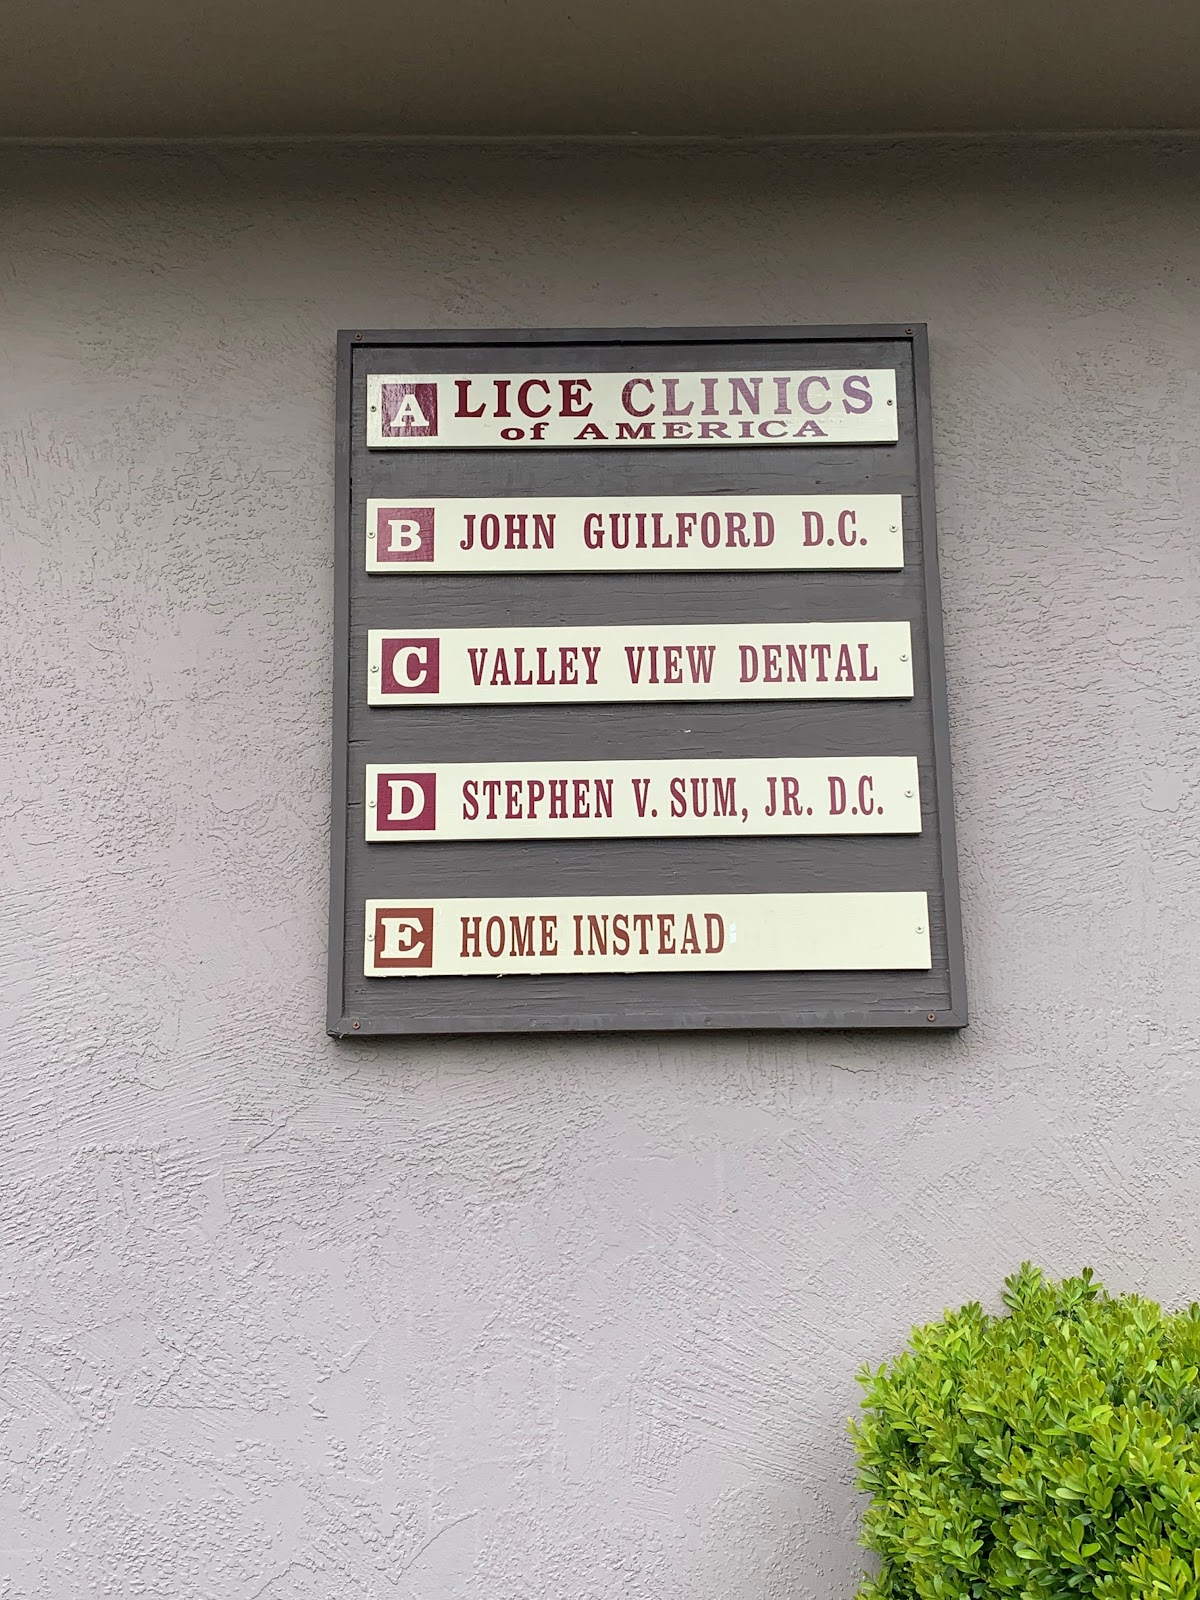 A LICE CLINICS
of AMERICA
B JOHN GUILFORD D.C.
C VALLEY VIEW DENTAL
D STEPHEN V. SUM, JR. D.C.
E HOME INSTEAD